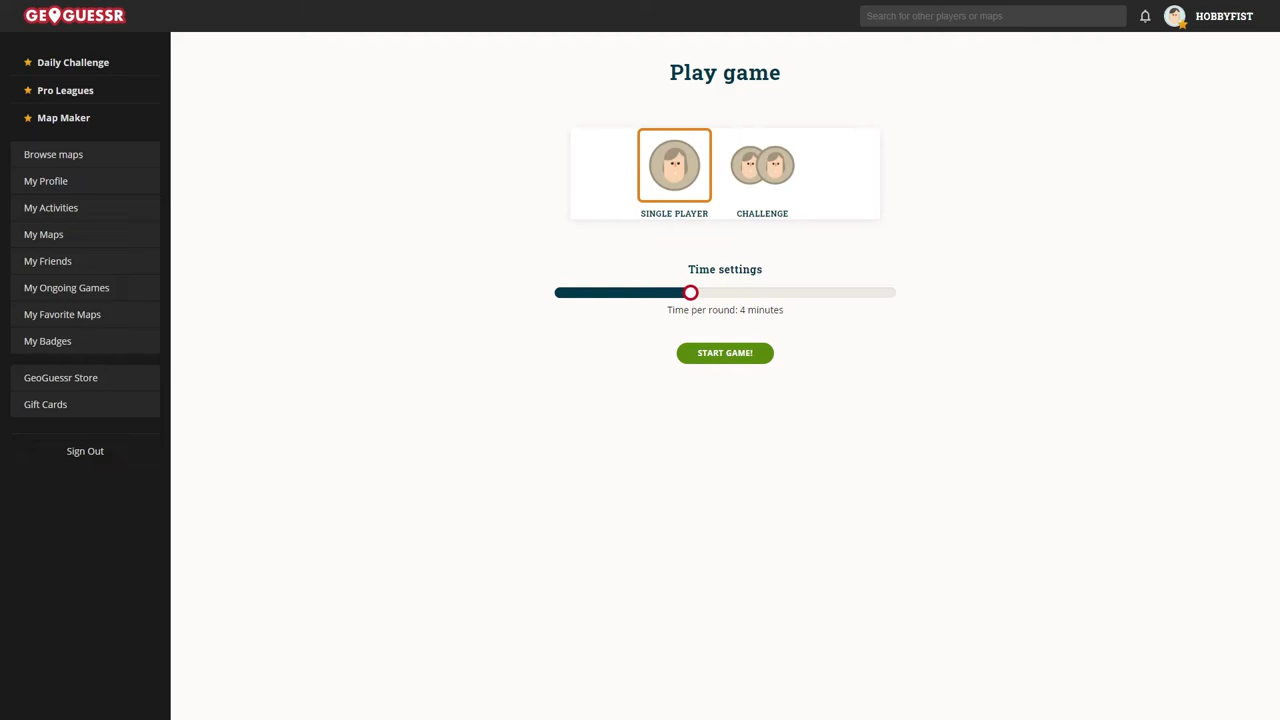 GEOGUESSR
Search for other players or maps
HOBBYFIST
Daily Challenge
Pro Leagues
Map Maker
Browse maps
My Profile
My Activities
My Maps
My Friends
My Ongoing Games
My Favorite Maps
My Badges
GeoGuessr Store
Gift Cards
Sign Out
Play game
SINGLE PLAYER
CHALLENGE
Time settings
Time per round: 4 minutes
START GAME!